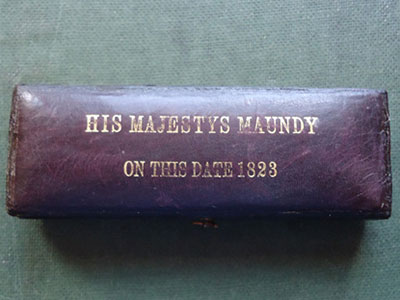 HIS MAJESTYS MAUNDY
ON THIS DATE 1823